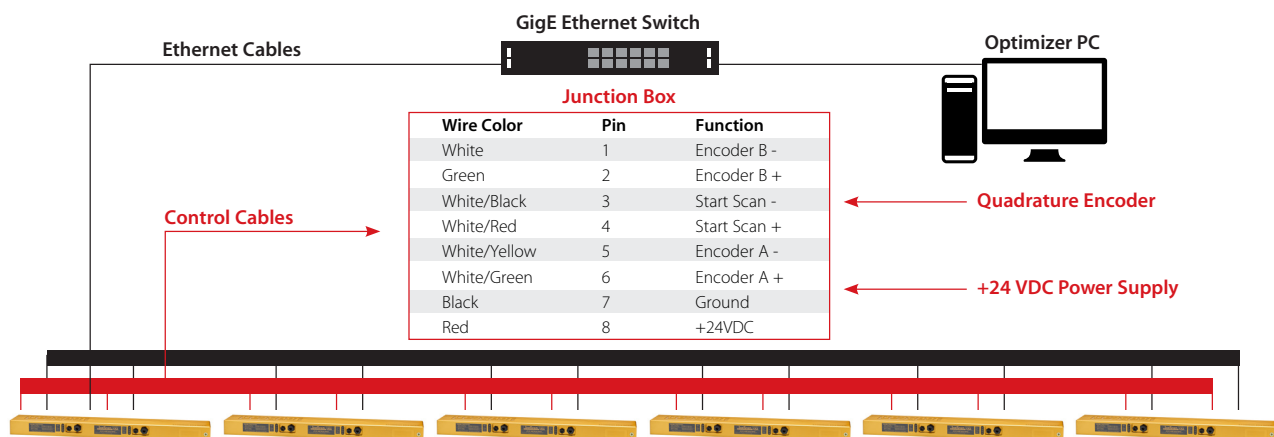 GigE Ethernet Switch
Ethernet Cables
Optimizer PC
Junction Box
Wire Color Pin Function
White 1 Encoder B -
Green 2 Encoder B +
White/Black 3 Start Scan -
Quadrature Encoder
Control Cables
White/Red 4 Start Scan +
White/Yellow 5 Encoder A -
White/Green 6 Encoder A +
+24 VDC Power Supply
Black 7 Ground
Red 8 +24VDC